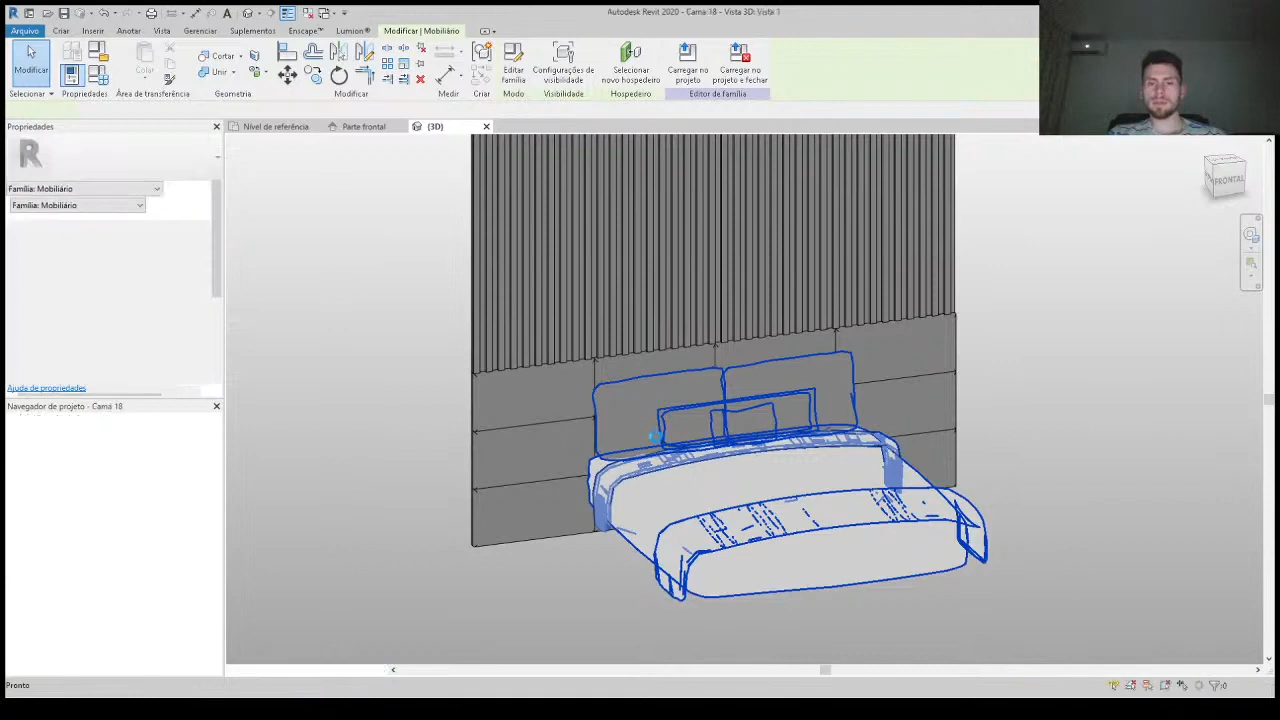 Autodesk Revit 2020 - Cama 18 - Vista 3D: Vista 1
Arquivo Criar Inserir Anotar Vista Gerenciar Suplementos Enscape™ Lumion® Modificar | Mobiliário
Cortar
Colar
Unir
Modificar
Editar família
Configurações de visibilidade
Selecionar novo hospedeiro
Carregar no projeto
Carregar no projeto e fechar
Selecionar Propriedades Área de transferência Geometria Modificar Medir Criar Modo Visibilidade Hospedeiro Editor de família
Propriedades
Nível de referência Parte frontal (3D)
R
FRONTAL
Família: Mobiliário
Família: Mobiliário
Ajuda de propriedades
Navegador de projeto - Cama 18
Pronto
:0